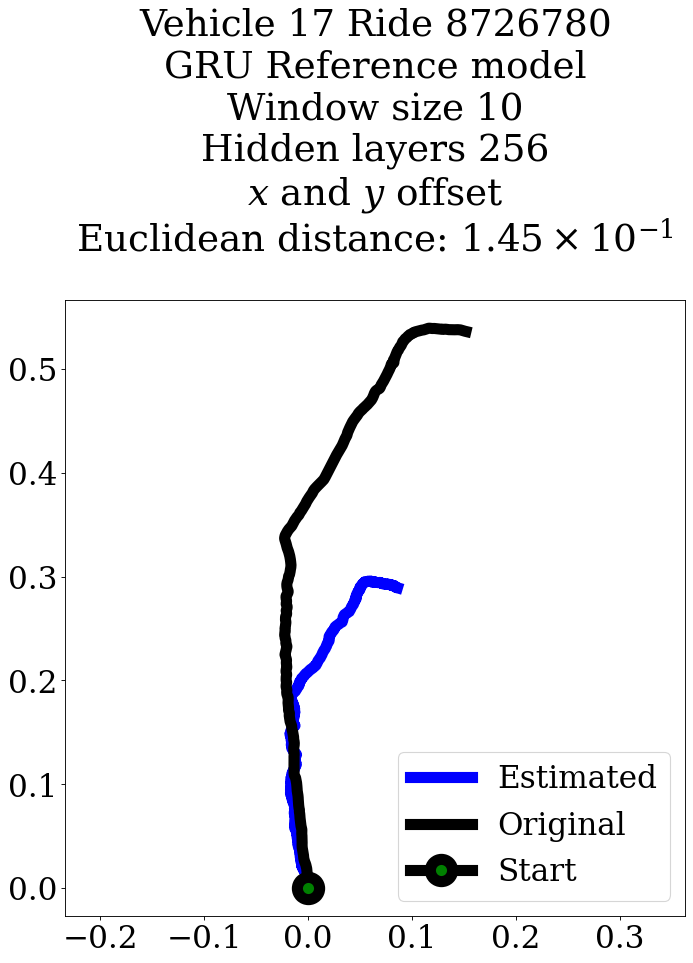 Vehicle 17 Ride 8726780
GRU Reference model
Window size 10
Hidden layers 256
x and y offset
Euclidean distance: 1.45 × 10⁻¹
0.5
0.4
0.3
0.2
0.1
0.0
Estimated
Original
Start
−0.2 −0.1 0.0 0.1 0.2 0.3